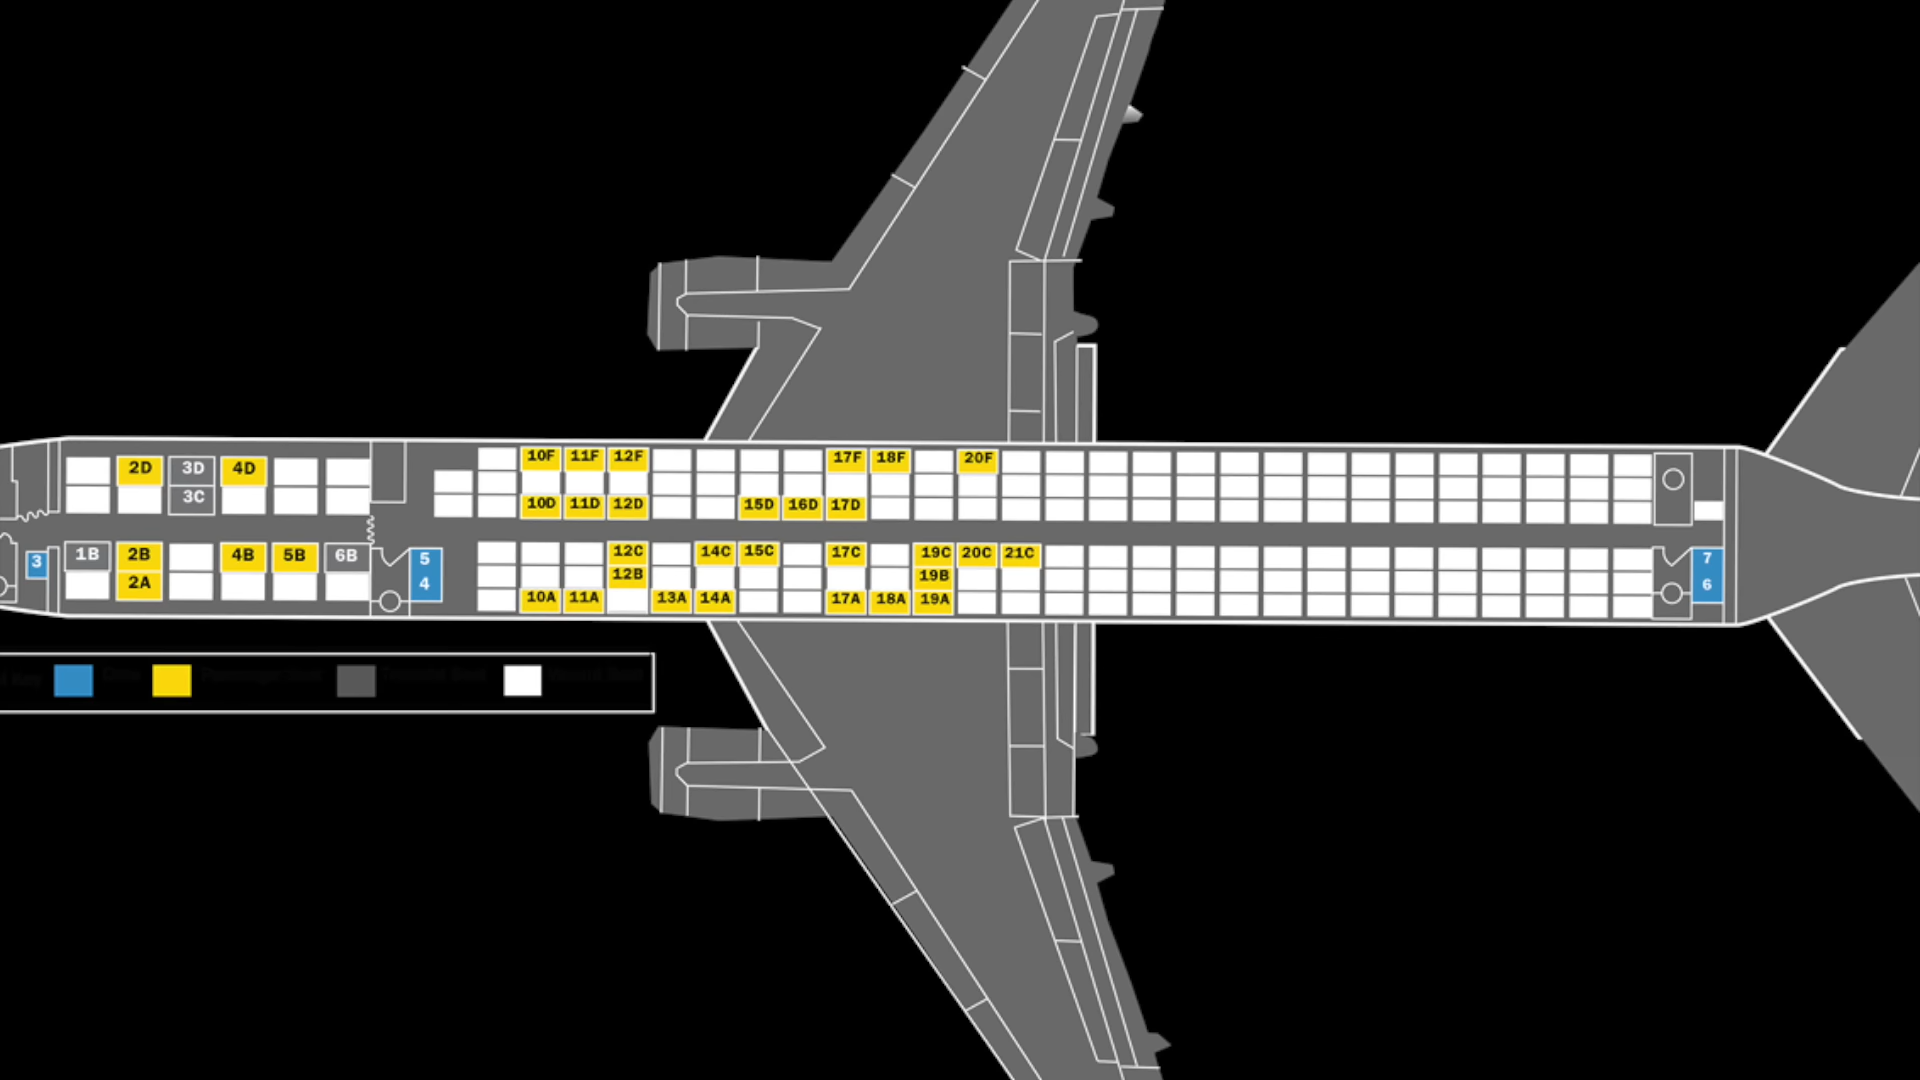 10F 11F 12F 17F 18F 20F
2D 3D 4D
3C
10D 11D 12D 15D 16D 17D
1B 2B 4B 5B 6B
12C 14C 15C 17C 19C 20C 21C
3
5
7
12B 19B
2A
4
6
10A 11A 13A 14A 17A 18A 19A